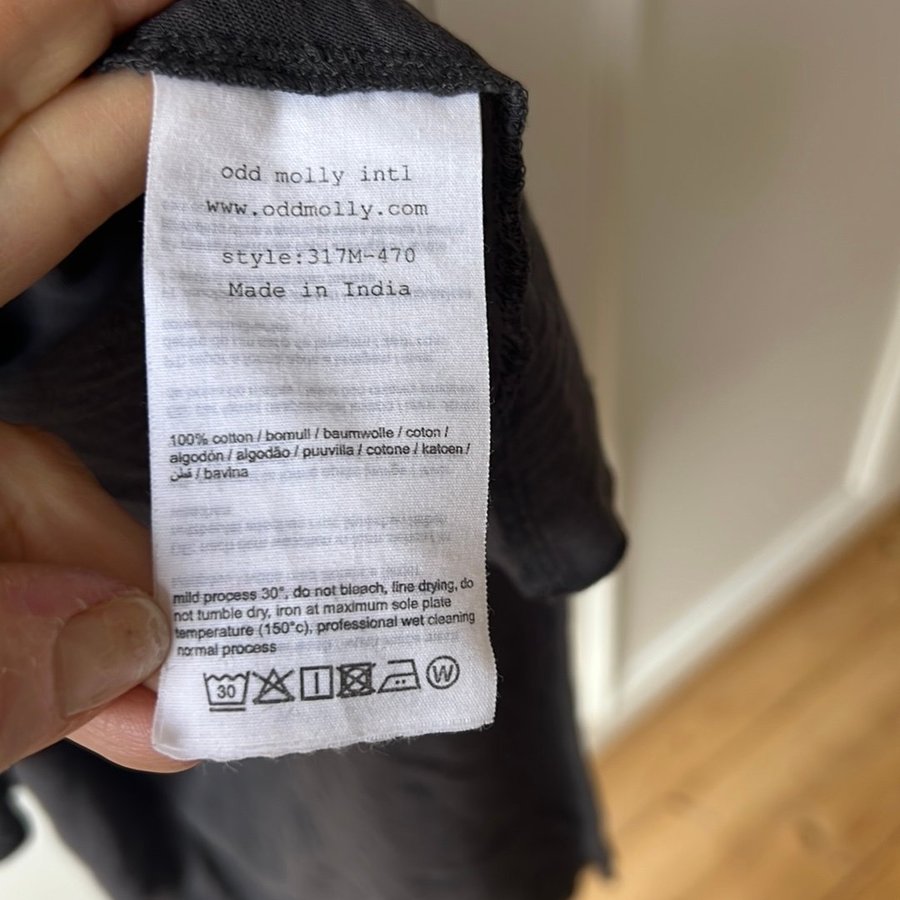 odd molly intl
www.oddmolly.com
style:317M-470
Made in India
100% cotton / bomull / baumwolle / coton /
algodón / algodão / puuvilla / cotone / katoen /
قطن / bavlna
mild process 30°, do not bleach, line drying, do
not tumble dry, iron at maximum sole plate
temperature (150°c), professional wet cleaning
normal process
30 W